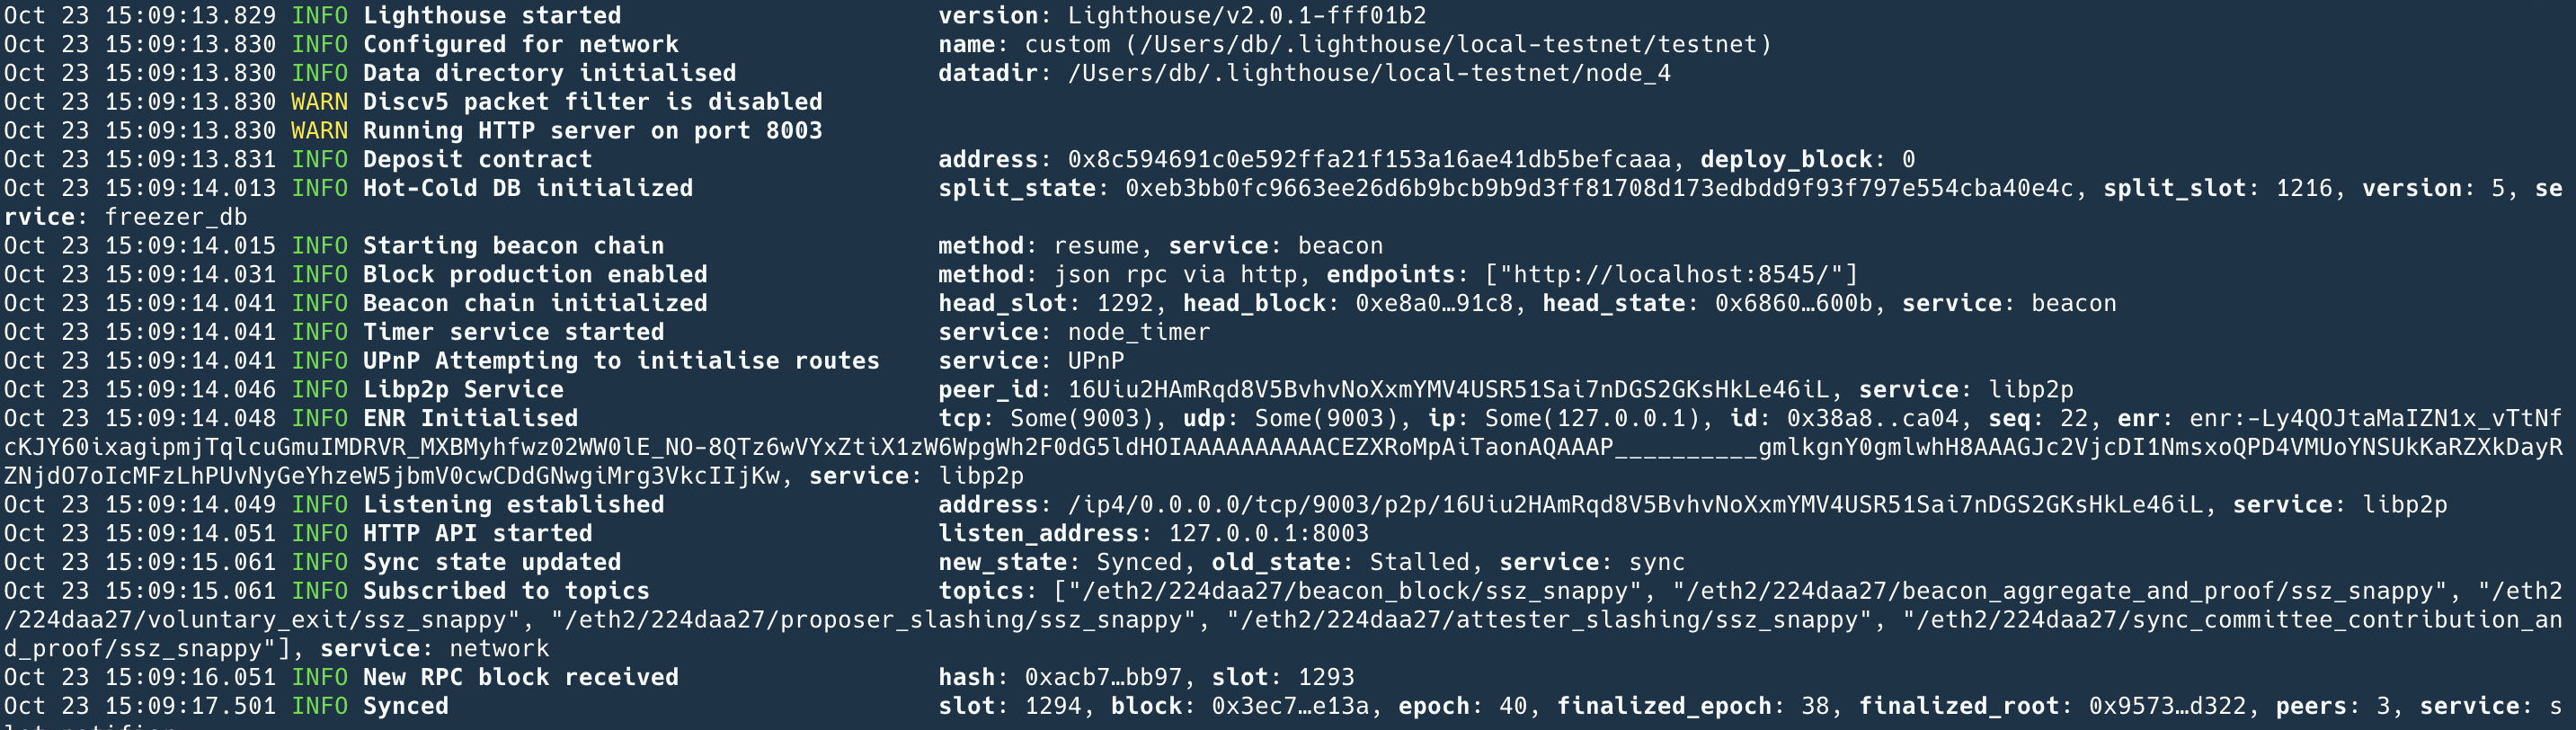 Oct 23 15:09:13.829 INFO Lighthouse started version: Lighthouse/v2.0.1-fff01b2
Oct 23 15:09:13.830 INFO Configured for network name: custom (/Users/db/.lighthouse/local-testnet/testnet)
Oct 23 15:09:13.830 INFO Data directory initialised datadir: /Users/db/.lighthouse/local-testnet/node_4
Oct 23 15:09:13.830 WARN Discv5 packet filter is disabled
Oct 23 15:09:13.830 WARN Running HTTP server on port 8003
Oct 23 15:09:13.831 INFO Deposit contract address: 0x8c594691c0e592ffa21f153a16ae41db5befcaaa, deploy_block: 0
Oct 23 15:09:14.013 INFO Hot-Cold DB initialized split_state: 0xeb3bb0fc9663ee26d6b9bcb9b9d3ff81708d173edbdd9f93f797e554cba40e4c, split_slot: 1216, version: 5, se
rvice: freezer_db
Oct 23 15:09:14.015 INFO Starting beacon chain method: resume, service: beacon
Oct 23 15:09:14.031 INFO Block production enabled method: json rpc via http, endpoints: ["http://localhost:8545/"]
Oct 23 15:09:14.041 INFO Beacon chain initialized head_slot: 1292, head_block: 0xe8a0…91c8, head_state: 0x6860…600b, service: beacon
Oct 23 15:09:14.041 INFO Timer service started service: node_timer
Oct 23 15:09:14.041 INFO UPnP Attempting to initialise routes service: UPnP
Oct 23 15:09:14.046 INFO Libp2p Service peer_id: 16Uiu2HAmRqd8V5BvhvNoXxmYMV4USR51Sai7nDGS2GKsHkLe46iL, service: libp2p
Oct 23 15:09:14.048 INFO ENR Initialised tcp: Some(9003), udp: Some(9003), ip: Some(127.0.0.1), id: 0x38a8..ca04, seq: 22, enr: enr:-Ly4QOJtaMaIZN1x_vTtNf
cKJY60ixagipmjTqlcuGmuIMDRVR_MXBMyhfwz02WW0lE_NO-8QTz6wVYxZtiX1zW6WpgWh2F0dG5ldHOIAAAAAAAAAACEZXRoMpAiTaonAQAAAP__________gmlkgnY0gmlwhH8AAAGJc2VjcDI1NmsxoQPD4VMUoYNSUkKaRZXkDayR
ZNjdO7oIcMFzLhPUvNyGeYhzeW5jbmV0cwCDdGNwgiMrg3VkcIIjKw, service: libp2p
Oct 23 15:09:14.049 INFO Listening established address: /ip4/0.0.0.0/tcp/9003/p2p/16Uiu2HAmRqd8V5BvhvNoXxmYMV4USR51Sai7nDGS2GKsHkLe46iL, service: libp2p
Oct 23 15:09:14.051 INFO HTTP API started listen_address: 127.0.0.1:8003
Oct 23 15:09:15.061 INFO Sync state updated new_state: Synced, old_state: Stalled, service: sync
Oct 23 15:09:15.061 INFO Subscribed to topics topics: ["/eth2/224daa27/beacon_block/ssz_snappy", "/eth2/224daa27/beacon_aggregate_and_proof/ssz_snappy", "/eth2
/224daa27/voluntary_exit/ssz_snappy", "/eth2/224daa27/proposer_slashing/ssz_snappy", "/eth2/224daa27/attester_slashing/ssz_snappy", "/eth2/224daa27/sync_committee_contribution_an
d_proof/ssz_snappy"], service: network
Oct 23 15:09:16.051 INFO New RPC block received hash: 0xacb7…bb97, slot: 1293
Oct 23 15:09:17.501 INFO Synced slot: 1294, block: 0x3ec7…e13a, epoch: 40, finalized_epoch: 38, finalized_root: 0x9573…d322, peers: 3, service: s